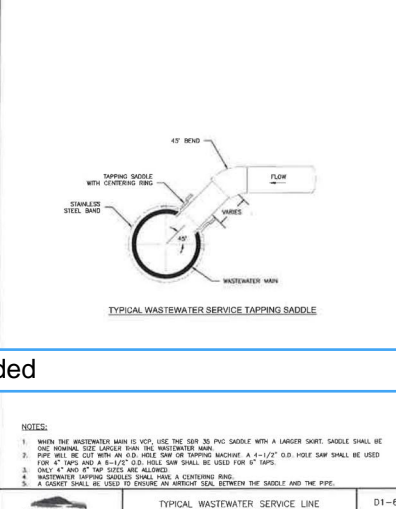 45° BEND
FLOW
TAPPING SADDLE
WITH CENTERING RING
STAINLESS
STEEL BAND
VARIES
45°
WASTEWATER MAIN
TYPICAL WASTEWATER SERVICE TAPPING SADDLE
ded
NOTES:
1. WHEN THE WASTEWATER MAIN IS VCP, USE THE SDR 35 PVC SADDLE WITH A LARGER SKIRT. SADDLE SHALL BE
ONE NOMINAL SIZE LARGER THAN THE WASTEWATER MAIN.
2. PIPE WILL BE CUT WITH AN O.D. HOLE SAW OR TAPPING MACHINE. A 4-1/2" O.D. HOLE SAW SHALL BE USED
FOR 4" TAPS AND A 6-1/2" O.D. HOLE SAW SHALL BE USED FOR 6" TAPS.
3. ONLY 4" AND 6" TAP SIZES ARE ALLOWED.
4. WASTEWATER TAPPING SADDLES SHALL HAVE A CENTERING RING.
5. A GASKET SHALL BE USED TO ENSURE AN AIRTIGHT SEAL BETWEEN THE SADDLE AND THE PIPE.
TYPICAL WASTEWATER SERVICE LINE
D1-6